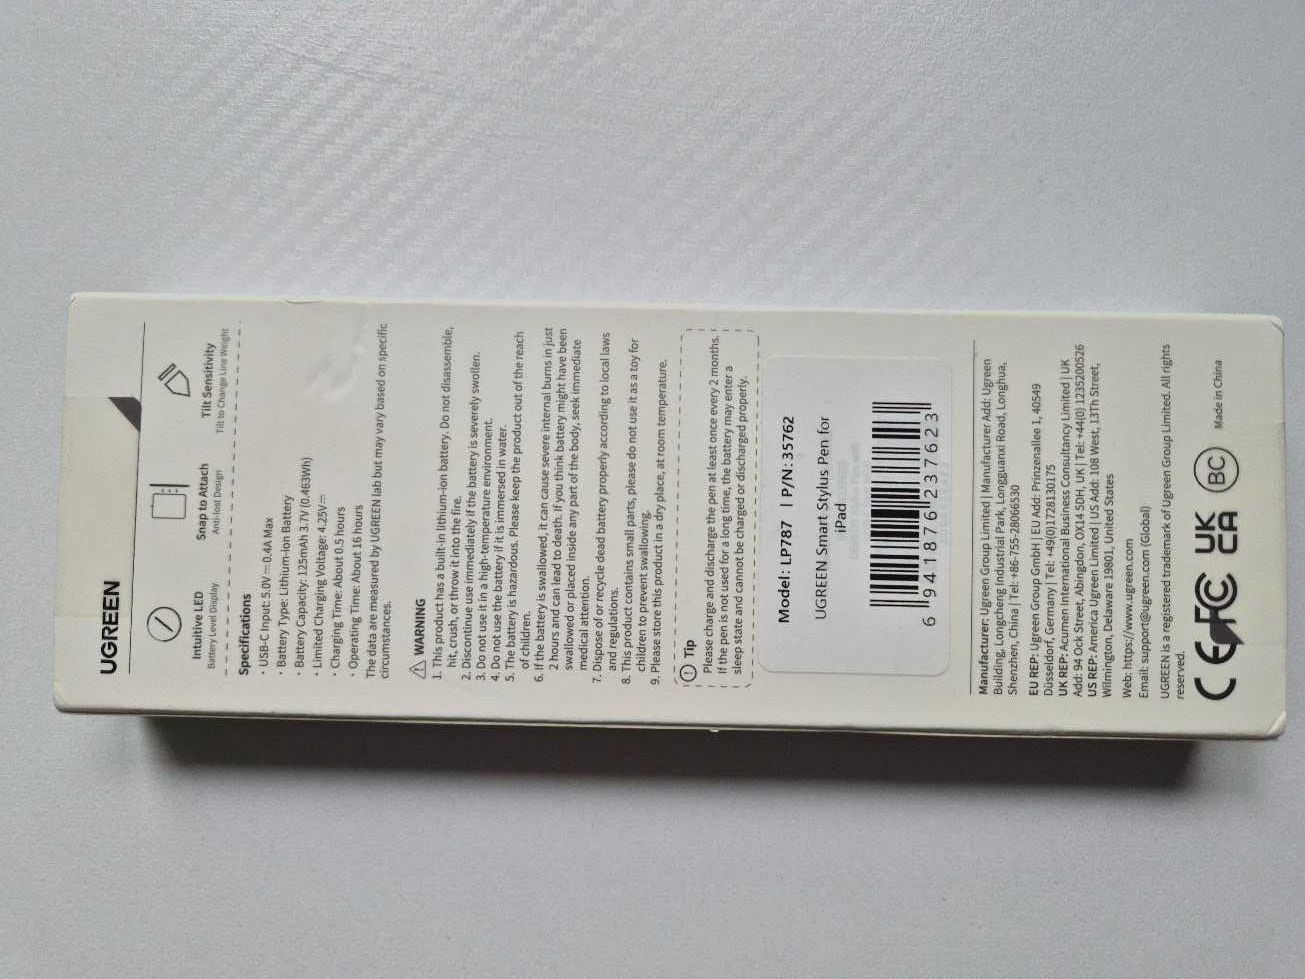 UGREEN
Intuitive LED
Battery Level Display
Snap to Attach
Anti-lost Design
Tilt Sensitivity
Tilt to Change Line Weight
Specifications
· USB-C Input: 5.0V⎓0.4A Max
· Battery Type: Lithium-ion Battery
· Battery Capacity: 125mAh 3.7V (0.463Wh)
· Limited Charging Voltage: 4.25V⎓
· Charging Time: About 0.5 hours
· Operating Time: About 16 hours
The data are measured by UGREEN lab but may vary based on specific
circumstances.
⚠ WARNING
1. This product has a built-in lithium-ion battery. Do not disassemble,
hit, crush, or throw it into the fire.
2. Discontinue use immediately if the battery is severely swollen.
3. Do not use it in a high-temperature environment.
4. Do not use the battery if it is immersed in water.
5. The battery is hazardous. Please keep the product out of the reach
of children.
6. If the battery is swallowed, it can cause severe internal burns in just
2 hours and can lead to death. If you think battery might have been
swallowed or placed inside any part of the body, seek immediate
medical attention.
7. Dispose of or recycle dead battery properly according to local laws
and regulations.
8. This product contains small parts, please do not use it as a toy for
children to prevent swallowing.
9. Please store this product in a dry place, at room temperature.
! Tip
Please charge and discharge the pen at least once every 2 months.
If the pen is not used for a long time, the battery may enter a
sleep state and cannot be charged or discharged properly.
Model: LP787 | P/N: 35762
UGREEN Smart Stylus Pen for
iPad
6 941876 237623
Manufacturer: Ugreen Group Limited | Manufacturer Add: Ugreen
Building, Longcheng Industrial Park, Longguanxi Road, Longhua,
Shenzhen, China | Tel: +86-755-28066530
EU REP: Ugreen Group GmbH | EU Add: Prinzenallee 1, 40549
Düsseldorf, Germany | Tel: +49(0)1728130175
UK REP: Acumen International Business Consultancy Limited | UK
Add: 94 Ock Street, Abingdon, OX14 5DH, UK | Tel: +44(0) 1235200526
US REP: America Ugreen Limited | US Add: 108 West, 13Th Street,
Wilmington, Delaware 19801, United States
Web: https://www.ugreen.com
Email: support@ugreen.com (Global)
UGREEN is a registered trademark of Ugreen Group Limited. All rights
reserved.
CE FC UK CA BC Made in China